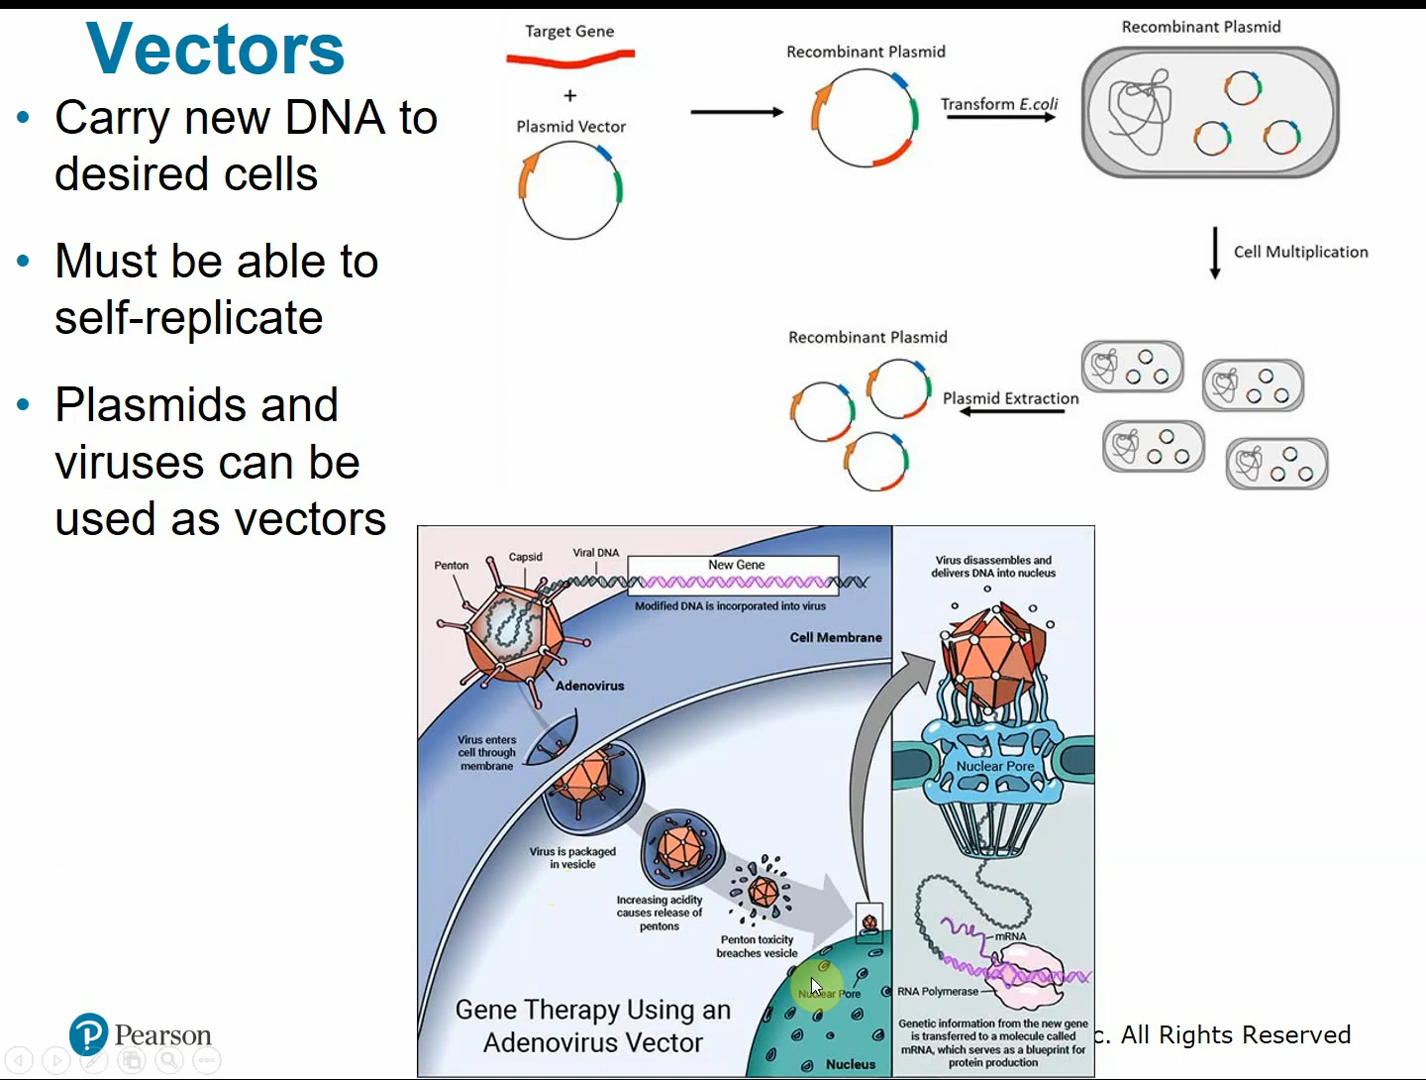 Vectors
• Carry new DNA to
desired cells
• Must be able to
self-replicate
• Plasmids and
viruses can be
used as vectors
Target Gene
+
Plasmid Vector
Recombinant Plasmid
Transform E.coli
Recombinant Plasmid
Cell Multiplication
Plasmid Extraction
Recombinant Plasmid
Penton
Capsid
Viral DNA
New Gene
Modified DNA is incorporated into virus
Cell Membrane
Adenovirus
Virus enters
cell through
membrane
Virus is packaged
in vesicle
Increasing acidity
causes release of
pentons
Penton toxicity
breaches vesicle
Nuclear Pore
Nucleus
Gene Therapy Using an
Adenovirus Vector
Virus disassembles and
delivers DNA into nucleus
Nuclear Pore
mRNA
RNA Polymerase
Genetic information from the new gene
is transferred to a molecule called
mRNA, which serves as a blueprint for
protein production
P Pearson
c. All Rights Reserved